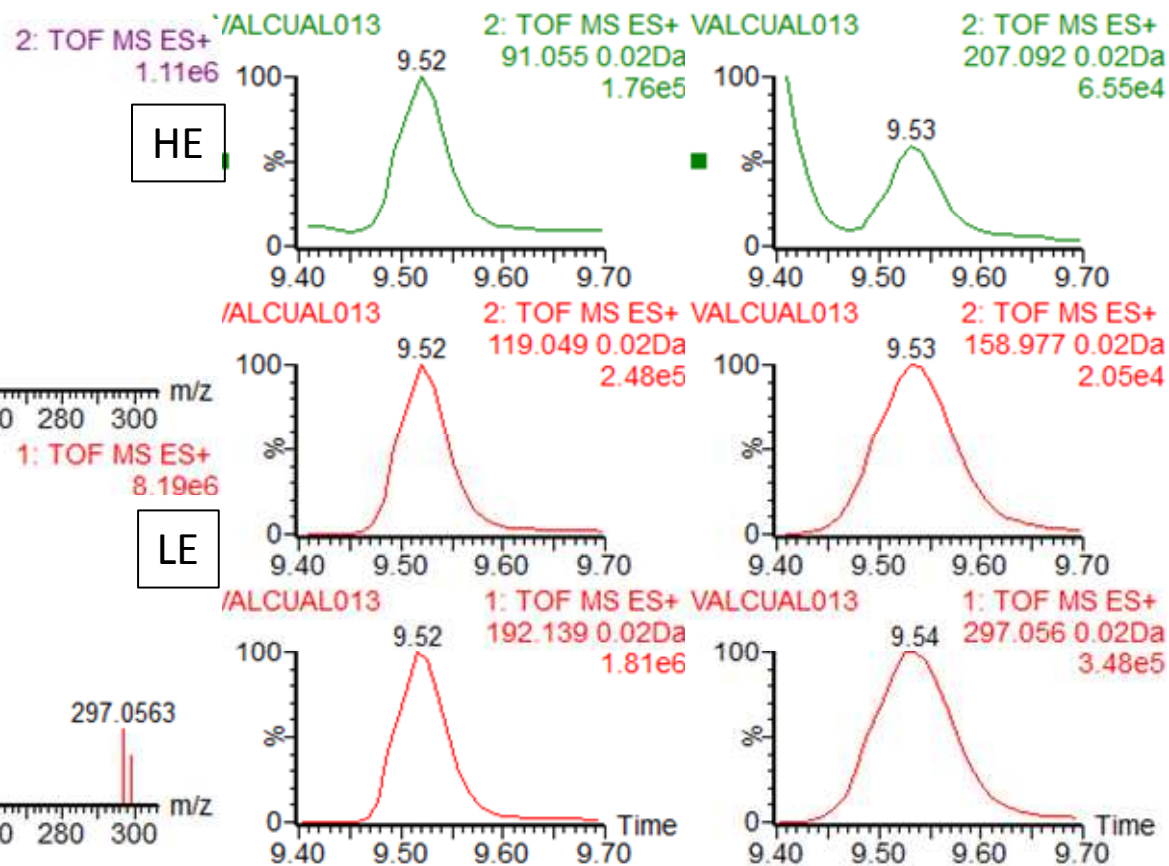 2: TOF MS ES+
1.11e6
HE
m/z
0 280 300
1: TOF MS ES+
8.19e6
LE
297.0563
m/z
0 280 300
VALCUAL013 2: TOF MS ES+
91.055 0.02Da
1.76e5
9.52
100
%
0
9.40 9.50 9.60 9.70
VALCUAL013 2: TOF MS ES+
207.092 0.02Da
6.55e4
9.53
100
%
0
9.40 9.50 9.60 9.70
VALCUAL013 2: TOF MS ES+
119.049 0.02Da
2.48e5
9.52
100
%
0
9.40 9.50 9.60 9.70
VALCUAL013 2: TOF MS ES+
158.977 0.02Da
2.05e4
9.53
100
%
0
9.40 9.50 9.60 9.70
VALCUAL013 1: TOF MS ES+
192.139 0.02Da
1.81e6
9.52
100
%
0
Time
9.40 9.50 9.60 9.70
VALCUAL013 1: TOF MS ES+
297.056 0.02Da
3.48e5
9.54
100
%
0
Time
9.40 9.50 9.60 9.70